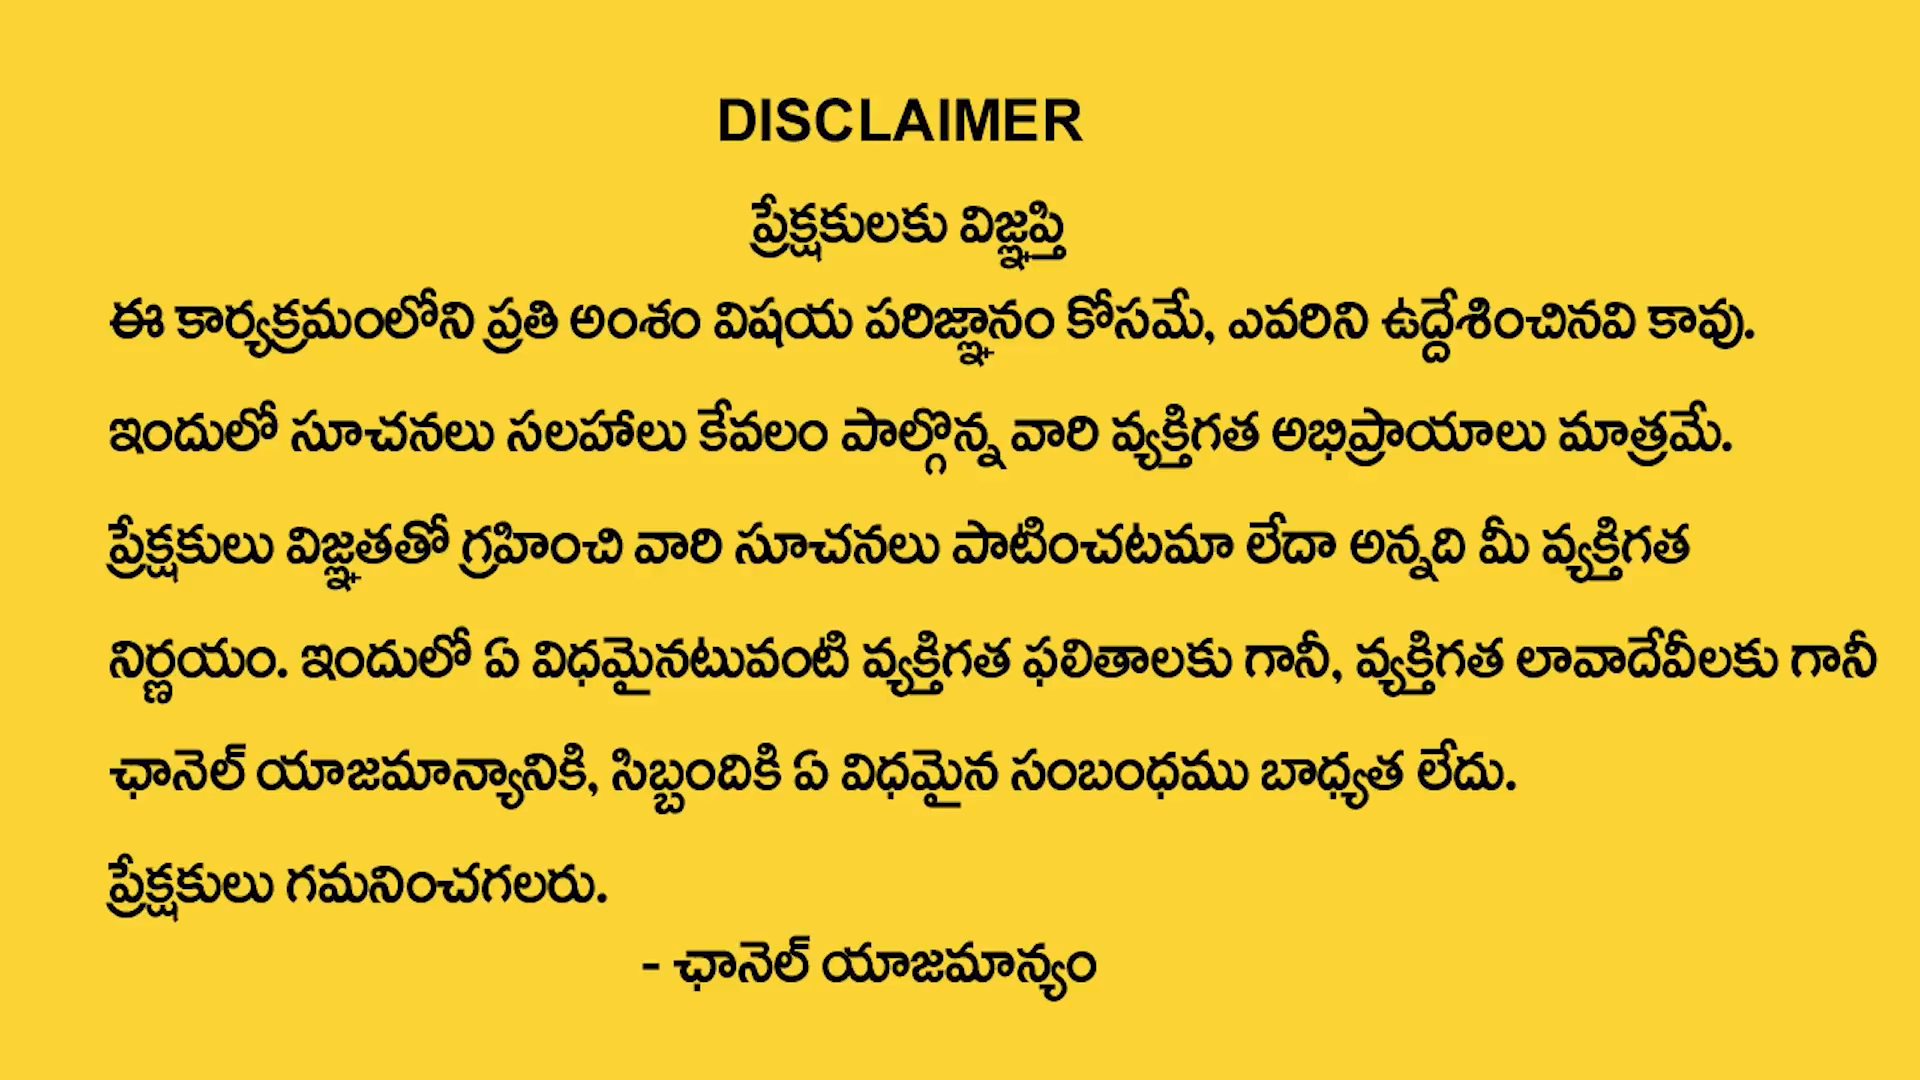 DISCLAIMER
ప్రేక్షకులకు విజ్ఞప్తి
ఈ కార్యక్రమంలోని ప్రతి అంశం విషయ పరిజ్ఞానం కోసమే, ఎవరిని ఉద్దేశించినవి కావు.
ఇందులో సూచనలు సలహాలు కేవలం పాల్గొన్న వారి వ్యక్తిగత అభిప్రాయాలు మాత్రమే.
ప్రేక్షకులు విజ్ఞతతో గ్రహించి వారి సూచనలు పాటించటమా లేదా అన్నది మీ వ్యక్తిగత
నిర్ణయం. ఇందులో ఏ విధమైనటువంటి వ్యక్తిగత ఫలితాలకు గానీ, వ్యక్తిగత లావాదేవీలకు గానీ
ఛానెల్ యాజమాన్యానికి, సిబ్బందికి ఏ విధమైన సంబంధము బాధ్యత లేదు.
ప్రేక్షకులు గమనించగలరు.
- ఛానెల్ యాజమాన్యం